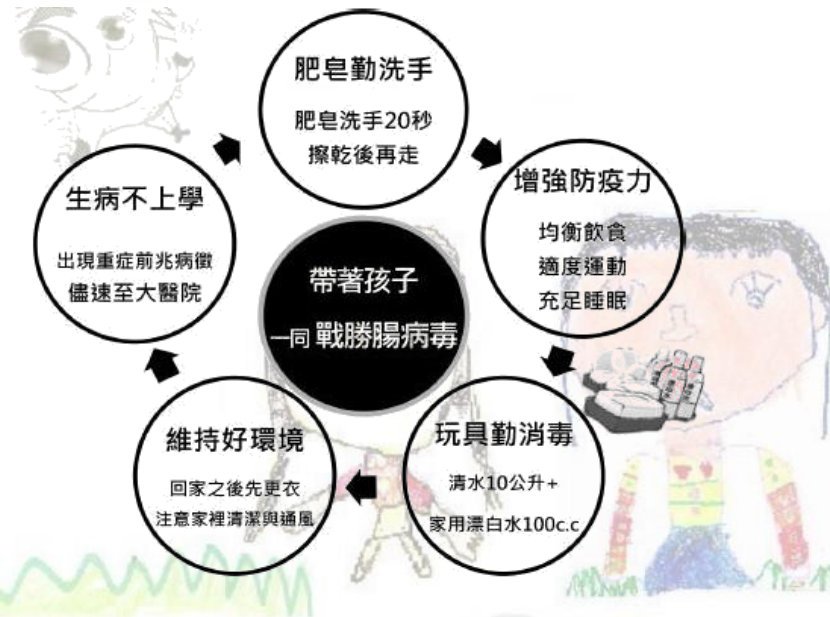 肥皂勤洗手
肥皂洗手20秒
擦乾後再走
增強防疫力
均衡飲食
適度運動
充足睡眠
玩具勤消毒
清水10公升+
家用漂白水100c.c
維持好環境
回家之後先更衣
注意家裡清潔與通風
生病不上學
出現重症前兆病徵
儘速至大醫院
帶著孩子
一同 戰勝腸病毒